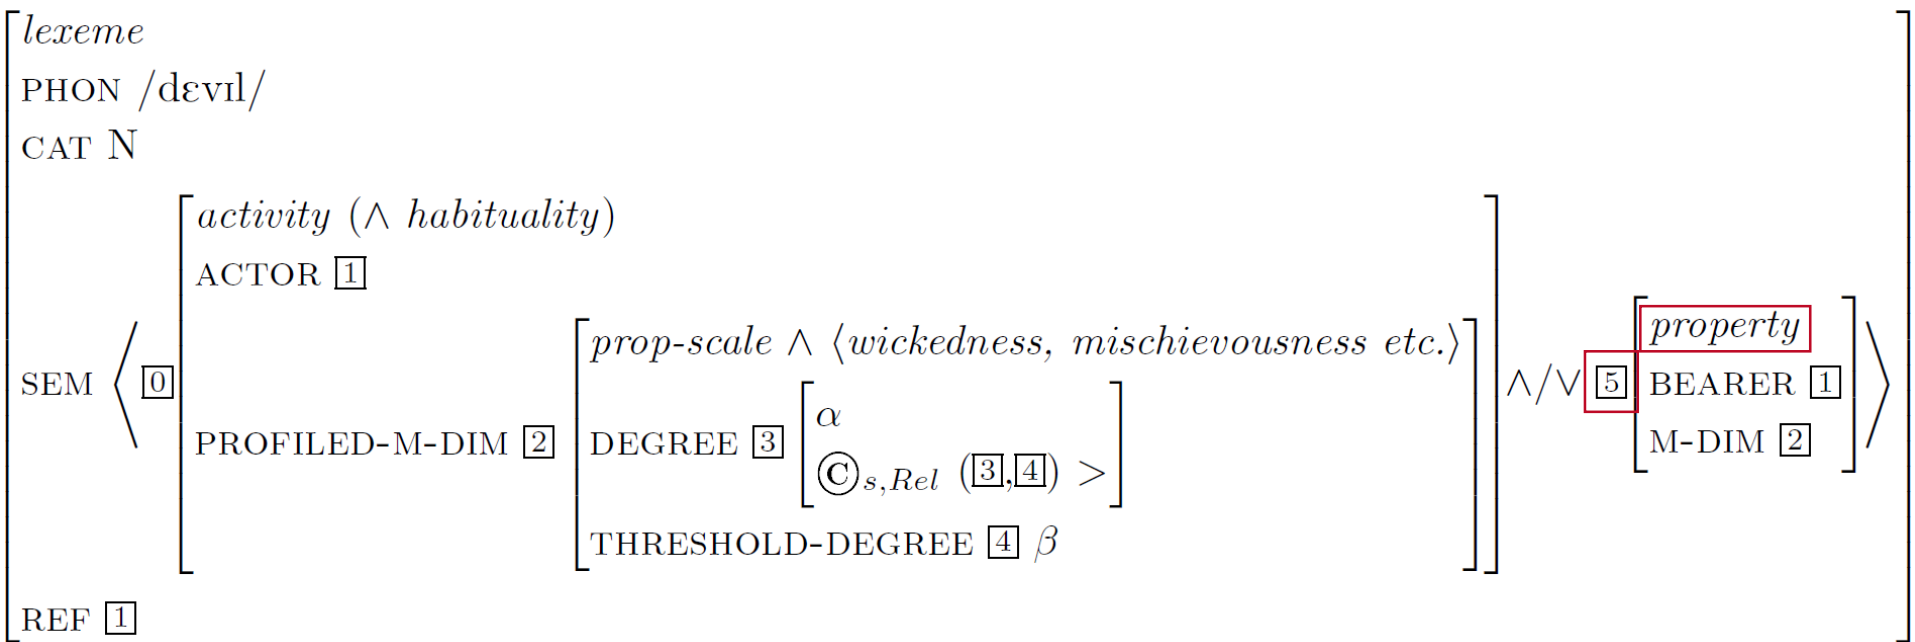 lexeme
PHON /dɛvɪl/
CAT N
activity (∧ habituality)
ACTOR 1
prop-scale ∧ ⟨wickedness, mischievousness etc.⟩
property
SEM ⟨ 0 ∧/∨ 5 BEARER 1 ⟩
α
PROFILED-M-DIM 2 DEGREE 3 M-DIM 2
Ⓒs,Rel (3,4) >
THRESHOLD-DEGREE 4 β
REF 1